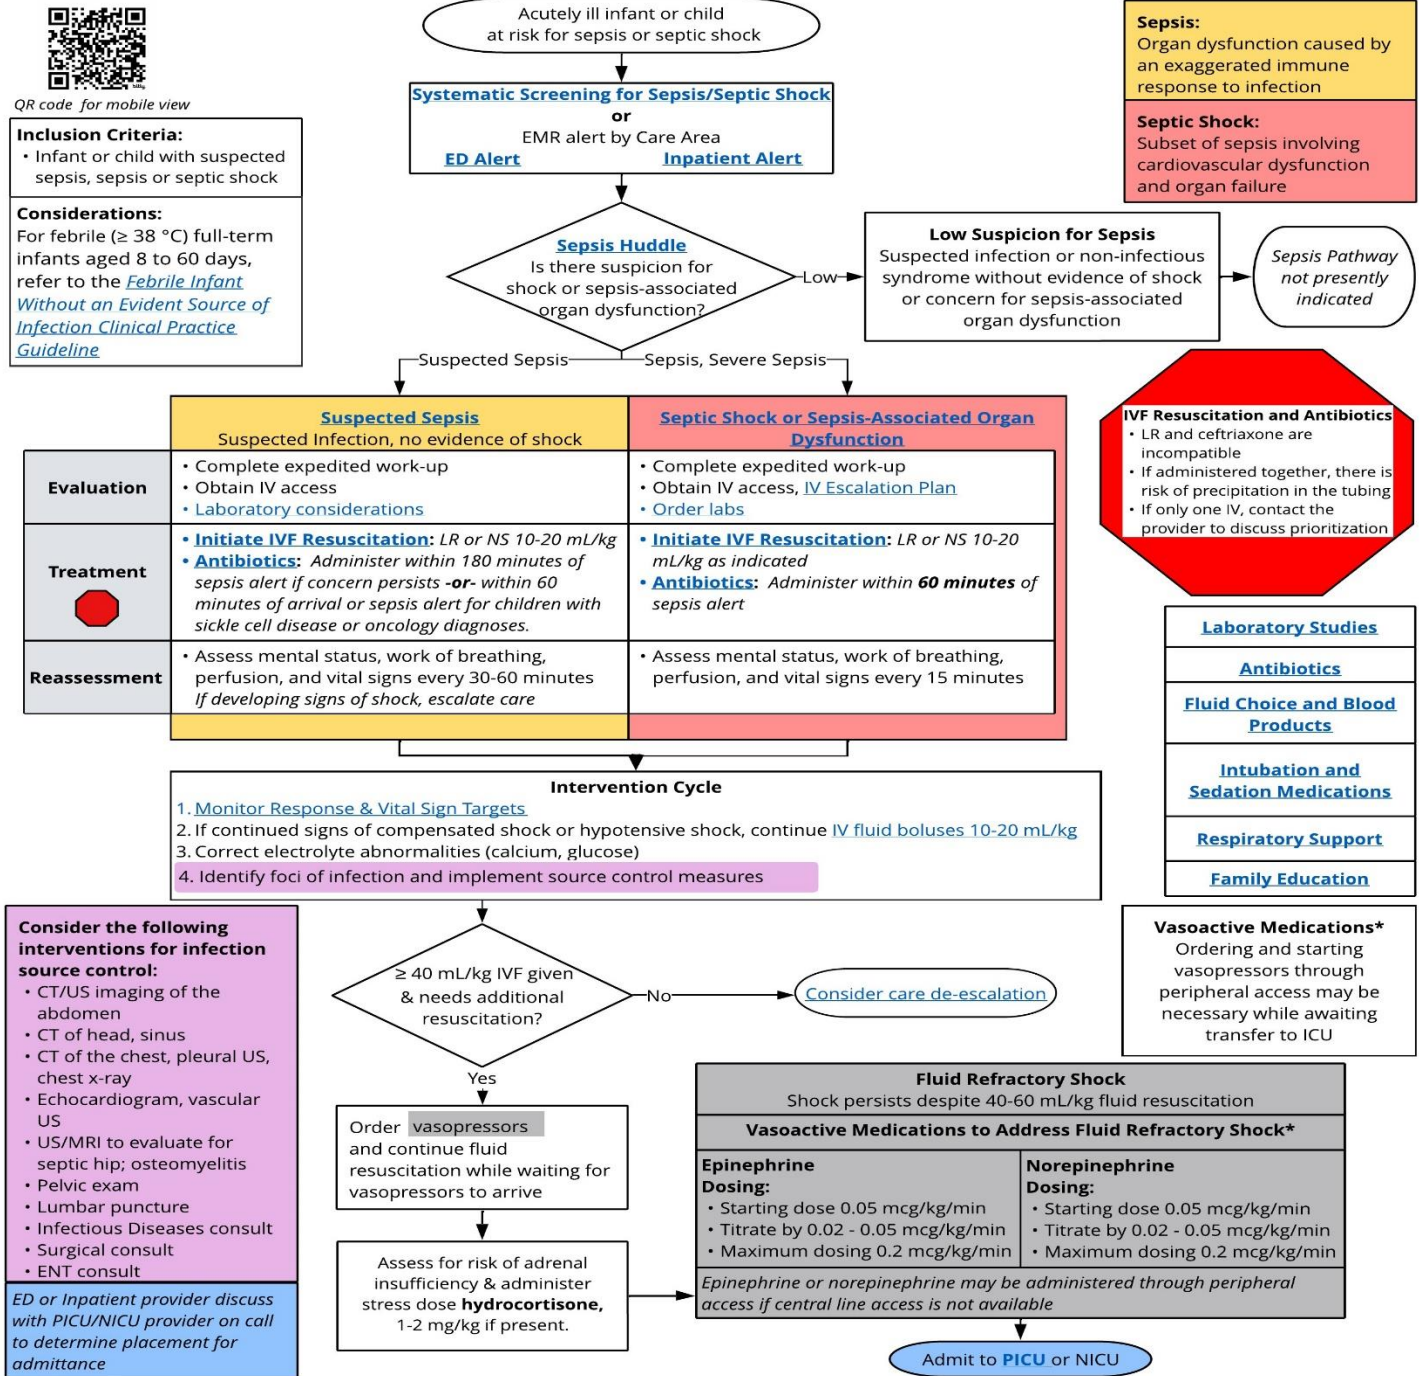 Acutely ill infant or child
at risk for sepsis or septic shock
QR code for mobile view
Systematic Screening for Sepsis/Septic Shock
or
EMR alert by Care Area
ED Alert Inpatient Alert
Sepsis:
Organ dysfunction caused by
an exaggerated immune
response to infection
Septic Shock:
Subset of sepsis involving
cardiovascular dysfunction
and organ failure
Inclusion Criteria:
• Infant or child with suspected
sepsis, sepsis or septic shock
Considerations:
For febrile (≥ 38 °C) full-term
infants aged 8 to 60 days,
refer to the Febrile Infant
Without an Evident Source of
Infection Clinical Practice
Guideline
Sepsis Huddle
Is there suspicion for
shock or sepsis-associated
organ dysfunction?
Low
Low Suspicion for Sepsis
Suspected infection or non-infectious
syndrome without evidence of shock
or concern for sepsis-associated
organ dysfunction
Sepsis Pathway
not presently
indicated
Suspected Sepsis
Sepsis, Severe Sepsis
Suspected Sepsis
Suspected Infection, no evidence of shock
Septic Shock or Sepsis-Associated Organ
Dysfunction
Evaluation
• Complete expedited work-up
• Obtain IV access
• Laboratory considerations
• Complete expedited work-up
• Obtain IV access, IV Escalation Plan
• Order labs
Treatment
• Initiate IVF Resuscitation: LR or NS 10-20 mL/kg
• Antibiotics: Administer within 180 minutes of
sepsis alert if concern persists -or- within 60
minutes of arrival or sepsis alert for children with
sickle cell disease or oncology diagnoses.
• Initiate IVF Resuscitation: LR or NS 10-20
mL/kg as indicated
• Antibiotics: Administer within 60 minutes of
sepsis alert
Reassessment
• Assess mental status, work of breathing,
perfusion, and vital signs every 30-60 minutes
If developing signs of shock, escalate care
• Assess mental status, work of breathing,
perfusion, and vital signs every 15 minutes
IVF Resuscitation and Antibiotics
• LR and ceftriaxone are
incompatible
• If administered together, there is
risk of precipitation in the tubing
• If only one IV, contact the
provider to discuss prioritization
Laboratory Studies
Antibiotics
Fluid Choice and Blood
Products
Intubation and
Sedation Medications
Respiratory Support
Family Education
Intervention Cycle
1. Monitor Response & Vital Sign Targets
2. If continued signs of compensated shock or hypotensive shock, continue IV fluid boluses 10-20 mL/kg
3. Correct electrolyte abnormalities (calcium, glucose)
4. Identify foci of infection and implement source control measures
Consider the following
interventions for infection
source control:
• CT/US imaging of the
abdomen
• CT of head, sinus
• CT of the chest, pleural US,
chest x-ray
• Echocardiogram, vascular
US
• US/MRI to evaluate for
septic hip; osteomyelitis
• Pelvic exam
• Lumbar puncture
• Infectious Diseases consult
• Surgical consult
• ENT consult
ED or Inpatient provider discuss
with PICU/NICU provider on call
to determine placement for
admittance
≥ 40 mL/kg IVF given
& needs additional
resuscitation?
No
Consider care de-escalation
Yes
Vasoactive Medications*
Ordering and starting
vasopressors through
peripheral access may be
necessary while awaiting
transfer to ICU
Order vasopressors
and continue fluid
resuscitation while waiting for
vasopressors to arrive
Assess for risk of adrenal
insufficiency & administer
stress dose hydrocortisone,
1-2 mg/kg if present.
Fluid Refractory Shock
Shock persists despite 40-60 mL/kg fluid resuscitation
Vasoactive Medications to Address Fluid Refractory Shock*
Epinephrine
Dosing:
• Starting dose 0.05 mcg/kg/min
• Titrate by 0.02 - 0.05 mcg/kg/min
• Maximum dosing 0.2 mcg/kg/min
Norepinephrine
Dosing:
• Starting dose 0.05 mcg/kg/min
• Titrate by 0.02 - 0.05 mcg/kg/min
• Maximum dosing 0.2 mcg/kg/min
Epinephrine or norepinephrine may be administered through peripheral
access if central line access is not available
Admit to PICU or NICU